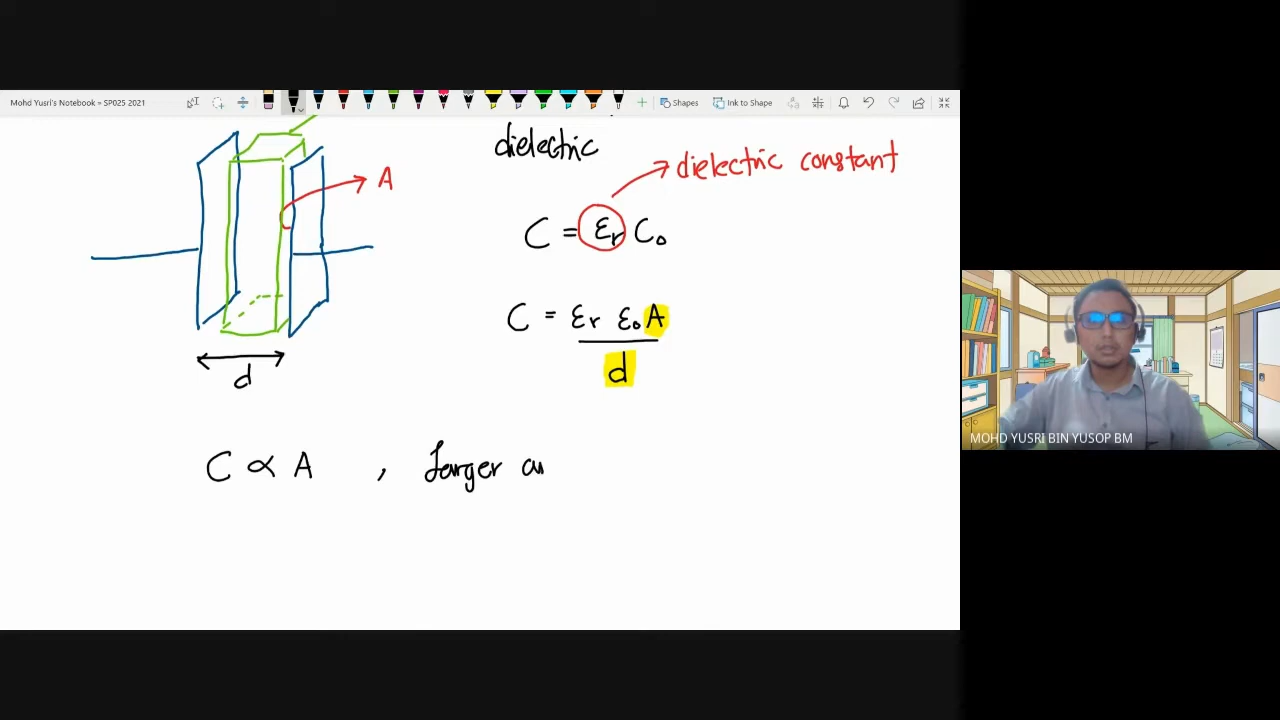 Mohd Yusri's Notebook » SP025 2021
Shapes
Ink to Shape
dielectric
dielectric constant
A
C = εr C₀
C = εr ε₀ A
d
d
C ∝ A , Larger
MOHD YUSRI BIN YUSOP BM